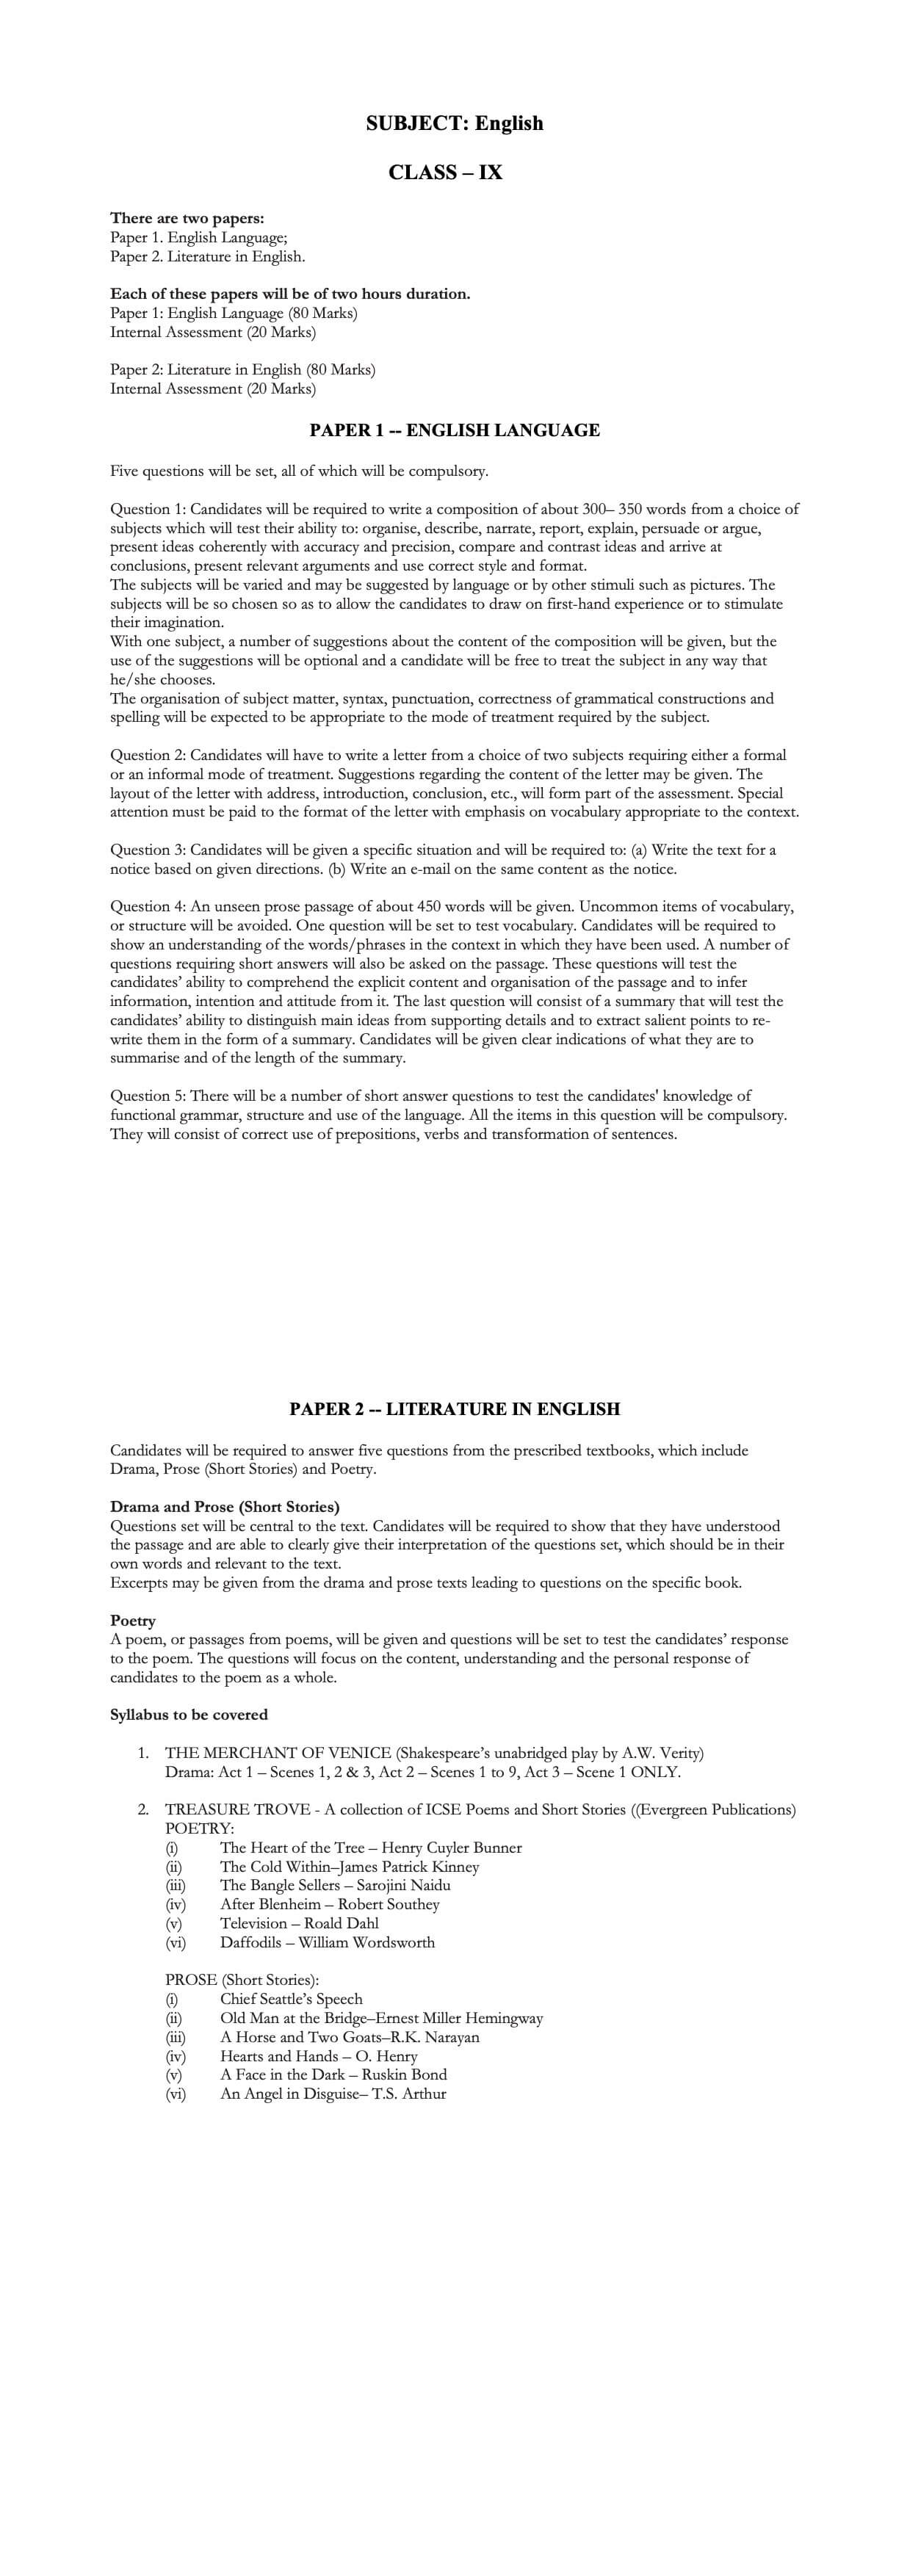 SUBJECT: English
CLASS – IX
There are two papers:
Paper 1. English Language;
Paper 2. Literature in English.
Each of these papers will be of two hours duration.
Paper 1: English Language (80 Marks)
Internal Assessment (20 Marks)
Paper 2: Literature in English (80 Marks)
Internal Assessment (20 Marks)
PAPER 1 -- ENGLISH LANGUAGE
Five questions will be set, all of which will be compulsory.
Question 1: Candidates will be required to write a composition of about 300– 350 words from a choice of
subjects which will test their ability to: organise, describe, narrate, report, explain, persuade or argue,
present ideas coherently with accuracy and precision, compare and contrast ideas and arrive at
conclusions, present relevant arguments and use correct style and format.
The subjects will be varied and may be suggested by language or by other stimuli such as pictures. The
subjects will be so chosen so as to allow the candidates to draw on first-hand experience or to stimulate
their imagination.
With one subject, a number of suggestions about the content of the composition will be given, but the
use of the suggestions will be optional and a candidate will be free to treat the subject in any way that
he/she chooses.
The organisation of subject matter, syntax, punctuation, correctness of grammatical constructions and
spelling will be expected to be appropriate to the mode of treatment required by the subject.
Question 2: Candidates will have to write a letter from a choice of two subjects requiring either a formal
or an informal mode of treatment. Suggestions regarding the content of the letter may be given. The
layout of the letter with address, introduction, conclusion, etc., will form part of the assessment. Special
attention must be paid to the format of the letter with emphasis on vocabulary appropriate to the context.
Question 3: Candidates will be given a specific situation and will be required to: (a) Write the text for a
notice based on given directions. (b) Write an e-mail on the same content as the notice.
Question 4: An unseen prose passage of about 450 words will be given. Uncommon items of vocabulary,
or structure will be avoided. One question will be set to test vocabulary. Candidates will be required to
show an understanding of the words/phrases in the context in which they have been used. A number of
questions requiring short answers will also be asked on the passage. These questions will test the
candidates’ ability to comprehend the explicit content and organisation of the passage and to infer
information, intention and attitude from it. The last question will consist of a summary that will test the
candidates’ ability to distinguish main ideas from supporting details and to extract salient points to re-
write them in the form of a summary. Candidates will be given clear indications of what they are to
summarise and of the length of the summary.
Question 5: There will be a number of short answer questions to test the candidates' knowledge of
functional grammar, structure and use of the language. All the items in this question will be compulsory.
They will consist of correct use of prepositions, verbs and transformation of sentences.
PAPER 2 -- LITERATURE IN ENGLISH
Candidates will be required to answer five questions from the prescribed textbooks, which include
Drama, Prose (Short Stories) and Poetry.
Drama and Prose (Short Stories)
Questions set will be central to the text. Candidates will be required to show that they have understood
the passage and are able to clearly give their interpretation of the questions set, which should be in their
own words and relevant to the text.
Excerpts may be given from the drama and prose texts leading to questions on the specific book.
Poetry
A poem, or passages from poems, will be given and questions will be set to test the candidates’ response
to the poem. The questions will focus on the content, understanding and the personal response of
candidates to the poem as a whole.
Syllabus to be covered
1. THE MERCHANT OF VENICE (Shakespeare’s unabridged play by A.W. Verity)
Drama: Act 1 – Scenes 1, 2 & 3, Act 2 – Scenes 1 to 9, Act 3 – Scene 1 ONLY.
2. TREASURE TROVE - A collection of ICSE Poems and Short Stories ((Evergreen Publications)
POETRY:
(i) The Heart of the Tree – Henry Cuyler Bunner
(ii) The Cold Within–James Patrick Kinney
(iii) The Bangle Sellers – Sarojini Naidu
(iv) After Blenheim – Robert Southey
(v) Television – Roald Dahl
(vi) Daffodils – William Wordsworth
PROSE (Short Stories):
(i) Chief Seattle’s Speech
(ii) Old Man at the Bridge–Ernest Miller Hemingway
(iii) A Horse and Two Goats–R.K. Narayan
(iv) Hearts and Hands – O. Henry
(v) A Face in the Dark – Ruskin Bond
(vi) An Angel in Disguise– T.S. Arthur